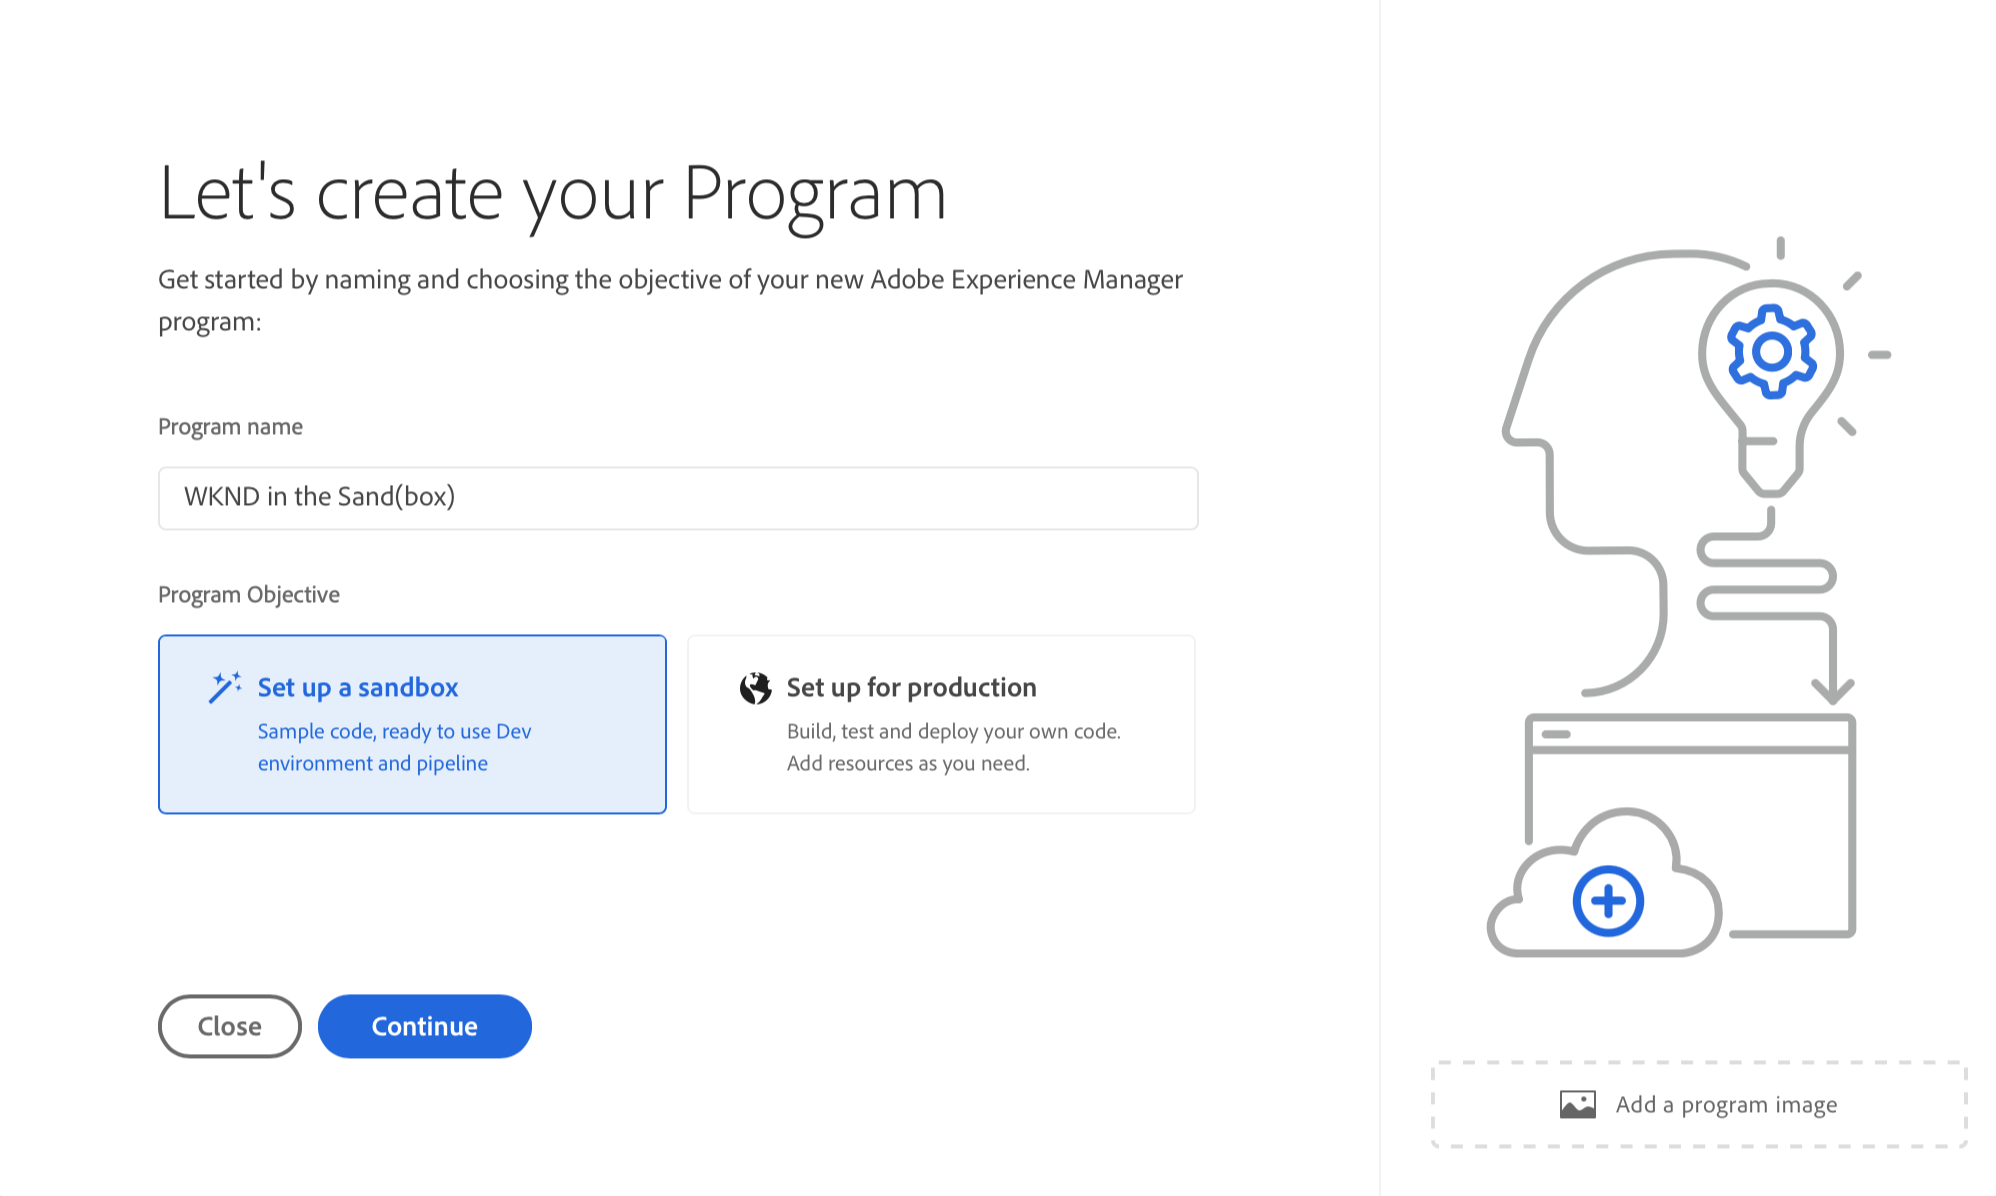 Let's create your Program
Get started by naming and choosing the objective of your new Adobe Experience Manager
program:
Program name
WKND in the Sand(box)
Program Objective
Set up a sandbox
Sample code, ready to use Dev
environment and pipeline
Set up for production
Build, test and deploy your own code.
Add resources as you need.
Close
Continue
Add a program image